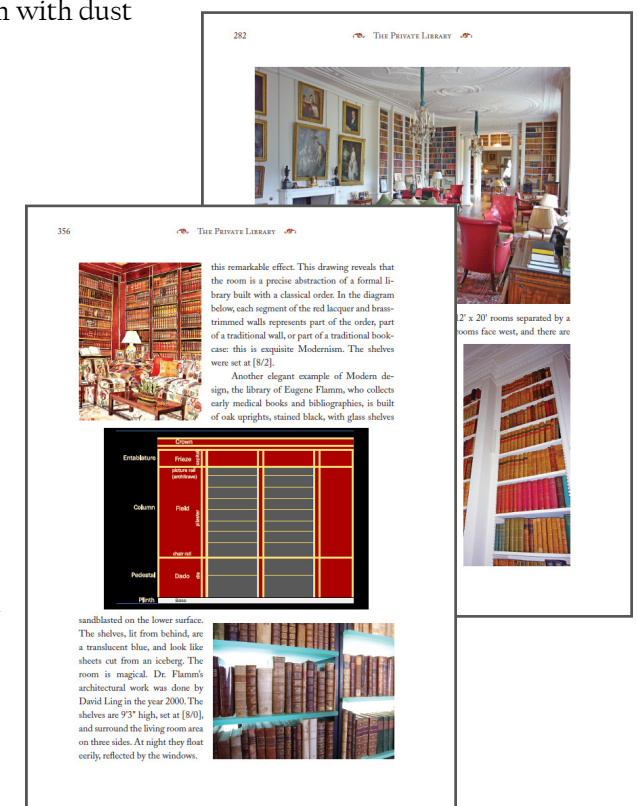 with dust
282
The Private Library
12' x 20' rooms separated by a
rooms face west, and there are
356
The Private Library
this remarkable effect. This drawing reveals that
the room is a precise abstraction of a formal li-
brary built with a classical order. In the diagram
below, each segment of the red lacquer and brass-
trimmed walls represents part of the order, part
of a traditional wall, or part of a traditional book-
case: this is exquisite Modernism. The shelves
were set at [8/2].
Another elegant example of Modern de-
sign, the library of Eugene Flamm, who collects
early medical books and bibliographies, is built
of oak uprights, stained black, with glass shelves
Crown
Entablature
Frieze
capital
picture rail
(architrave)
Column
Field
pilaster
chair rail
Pedestal
Dado
die
Plinth
Base
sandblasted on the lower surface.
The shelves, lit from behind, are
a translucent blue, and look like
sheets cut from an iceberg. The
room is magical. Dr. Flamm's
architectural work was done by
David Ling in the year 2000. The
shelves are 9'3" high, set at [8/0],
and surround the living room area
on three sides. At night they float
eerily, reflected by the windows.